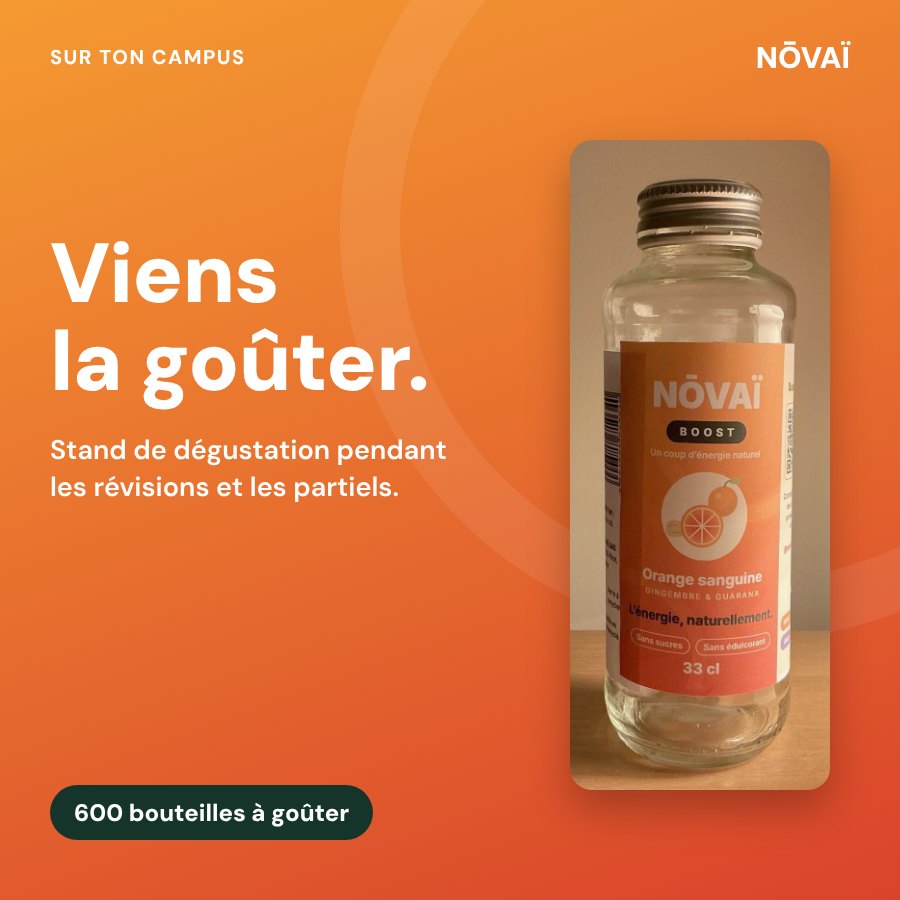 SUR TON CAMPUS
NŌVAÏ
Viens
la goûter.
Stand de dégustation pendant
les révisions et les partiels.
600 bouteilles à goûter
NŌVAÏ
BOOST
Un coup d'énergie naturel
Orange sanguine
GINGEMBRE & GUARANA
L'énergie, naturellement.
Sans sucres
Sans édulcorant
33 cl